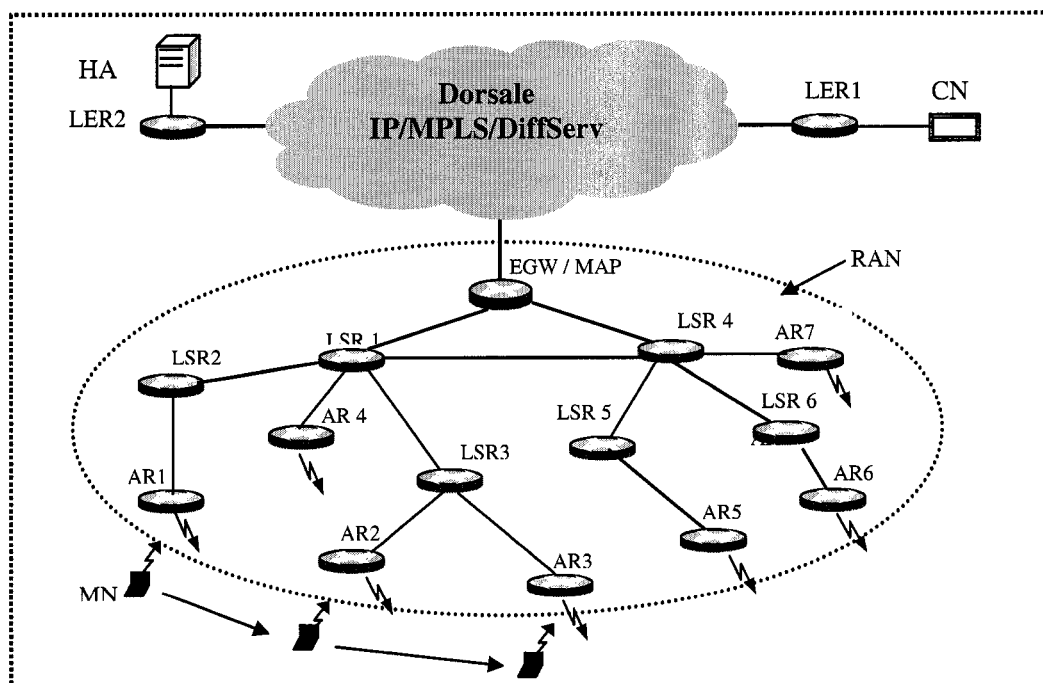 HA
LER2
Dorsale
IP/MPLS/DiffServ
LER1
CN
EGW / MAP
RAN
LSR 1
LSR 4
AR7
LSR2
AR 4
LSR 5
LSR 6
LSR3
AR1
AR6
AR2
AR5
AR3
MN